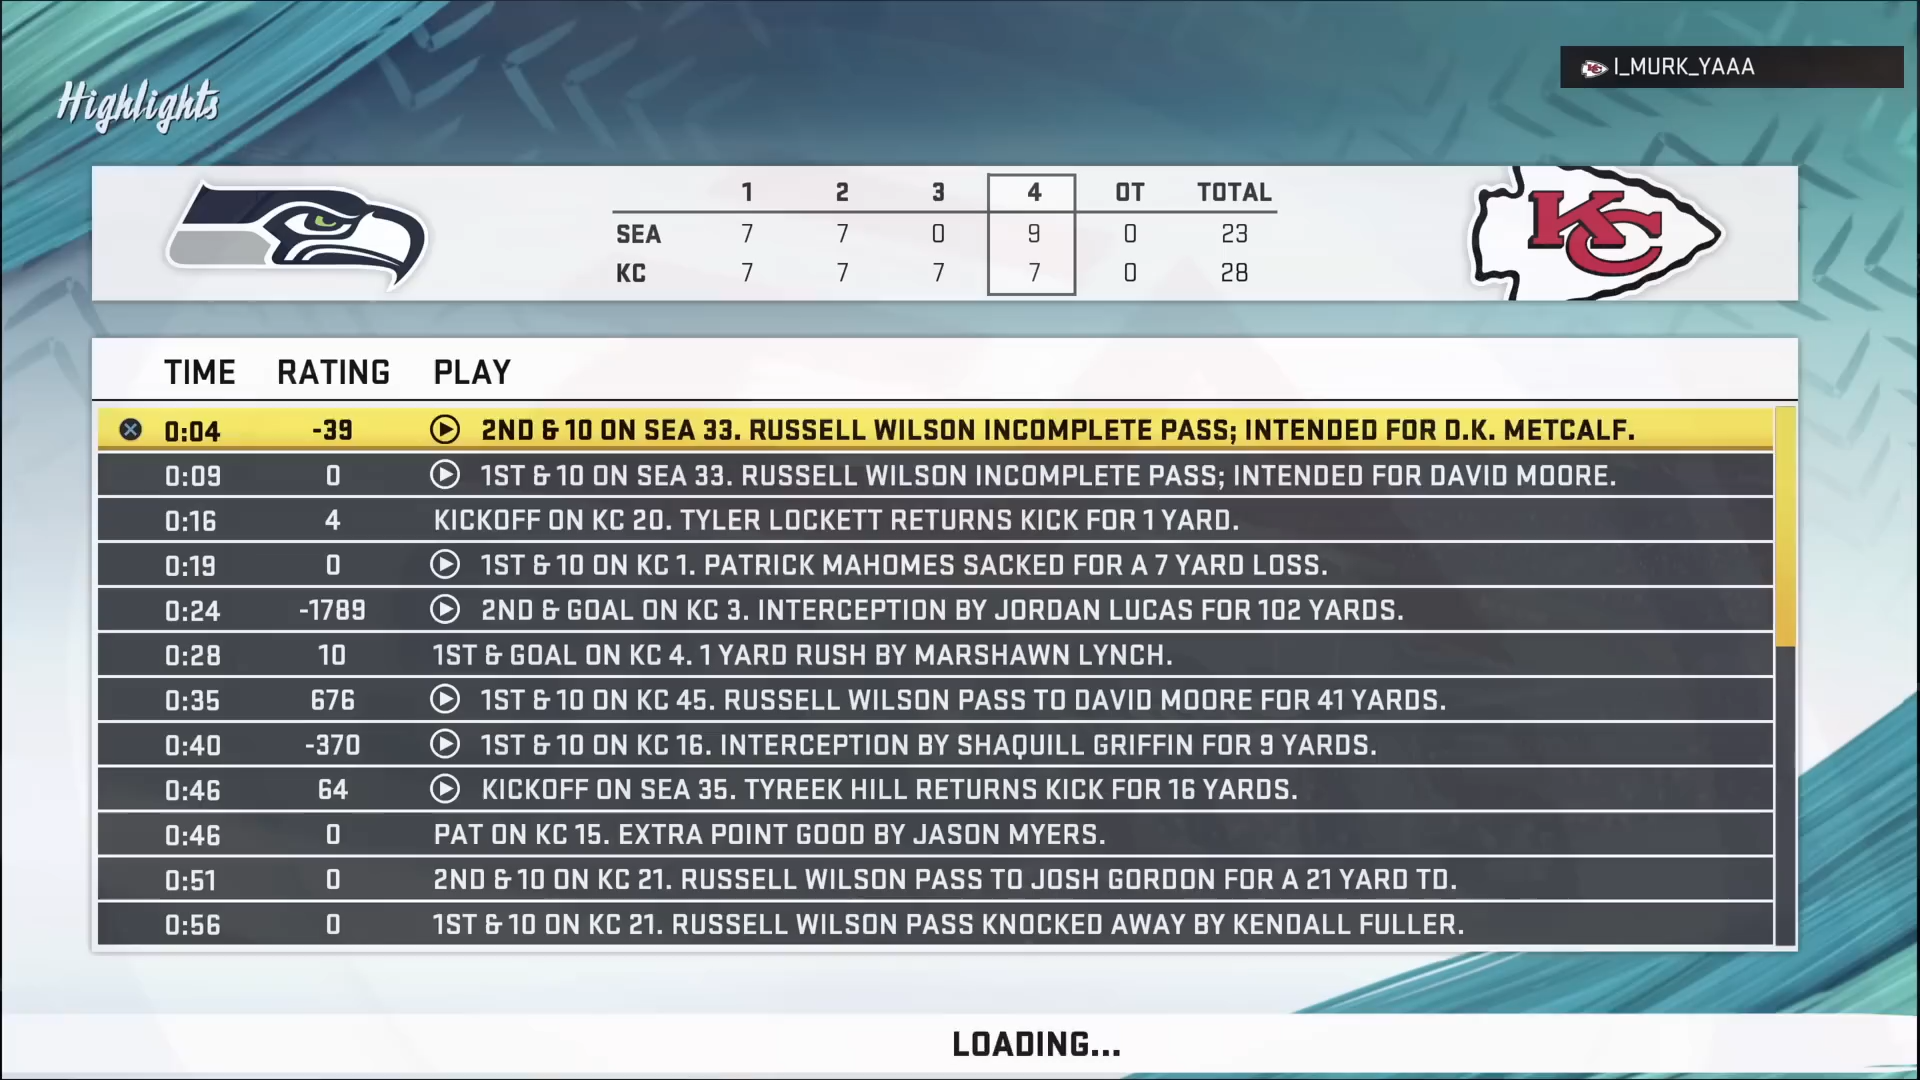 I_MURK_YAAA
Highlights
1 2 3 4 OT TOTAL
SEA 7 7 0 9 0 23
KC 7 7 7 7 0 28
KC
TIME RATING PLAY
0:04 -39 2ND & 10 ON SEA 33. RUSSELL WILSON INCOMPLETE PASS; INTENDED FOR D.K. METCALF.
0:09 0 1ST & 10 ON SEA 33. RUSSELL WILSON INCOMPLETE PASS; INTENDED FOR DAVID MOORE.
0:16 4 KICKOFF ON KC 20. TYLER LOCKETT RETURNS KICK FOR 1 YARD.
0:19 0 1ST & 10 ON KC 1. PATRICK MAHOMES SACKED FOR A 7 YARD LOSS.
0:24 -1789 2ND & GOAL ON KC 3. INTERCEPTION BY JORDAN LUCAS FOR 102 YARDS.
0:28 10 1ST & GOAL ON KC 4. 1 YARD RUSH BY MARSHAWN LYNCH.
0:35 676 1ST & 10 ON KC 45. RUSSELL WILSON PASS TO DAVID MOORE FOR 41 YARDS.
0:40 -370 1ST & 10 ON KC 16. INTERCEPTION BY SHAQUILL GRIFFIN FOR 9 YARDS.
0:46 64 KICKOFF ON SEA 35. TYREEK HILL RETURNS KICK FOR 16 YARDS.
0:46 0 PAT ON KC 15. EXTRA POINT GOOD BY JASON MYERS.
0:51 0 2ND & 10 ON KC 21. RUSSELL WILSON PASS TO JOSH GORDON FOR A 21 YARD TD.
0:56 0 1ST & 10 ON KC 21. RUSSELL WILSON PASS KNOCKED AWAY BY KENDALL FULLER.
LOADING...